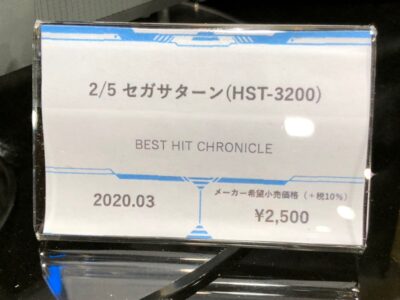 2/5 セガサターン(HST-3200)
BEST HIT CHRONICLE
2020.03
メーカー希望小売価格（＋税10%）
¥2,500